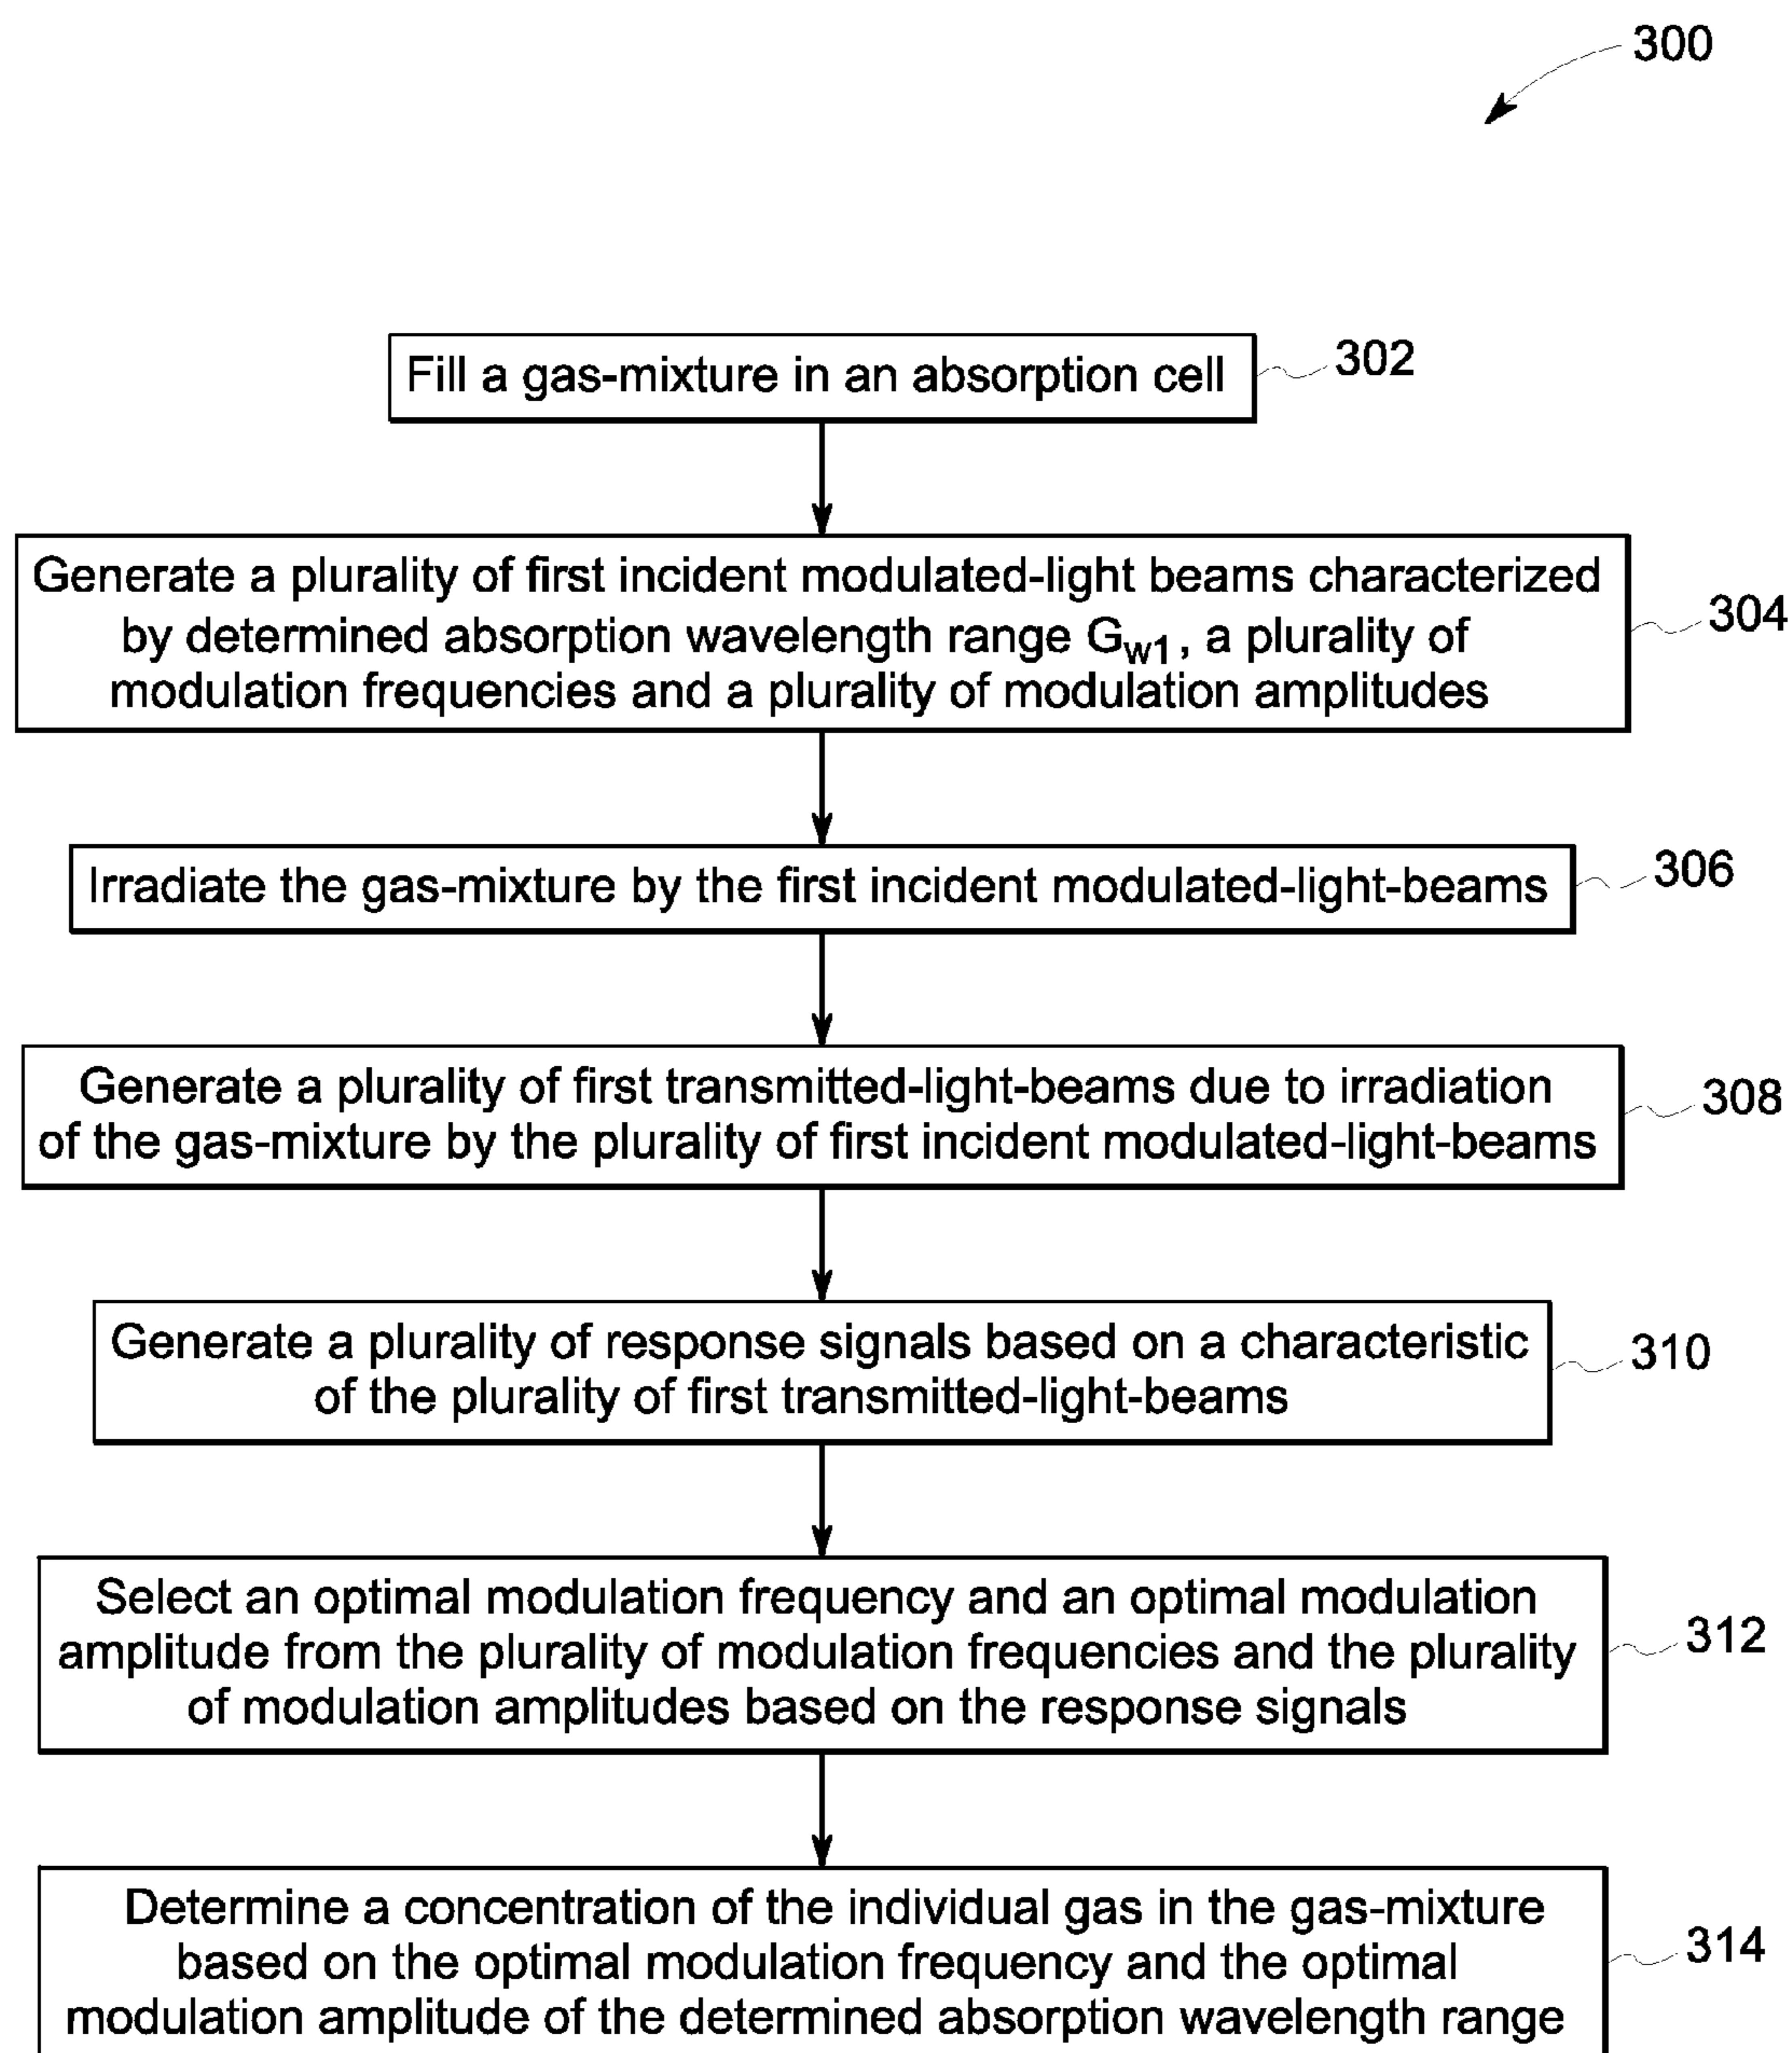 300
Fill a gas-mixture in an absorption cell
302
Generate a plurality of first incident modulated-light beams characterized
by determined absorption wavelength range Gw1, a plurality of
modulation frequencies and a plurality of modulation amplitudes
304
Irradiate the gas-mixture by the first incident modulated-light-beams
306
Generate a plurality of first transmitted-light-beams due to irradiation
of the gas-mixture by the plurality of first incident modulated-light-beams
308
Generate a plurality of response signals based on a characteristic
of the plurality of first transmitted-light-beams
310
Select an optimal modulation frequency and an optimal modulation
amplitude from the plurality of modulation frequencies and the plurality
of modulation amplitudes based on the response signals
312
Determine a concentration of the individual gas in the gas-mixture
based on the optimal modulation frequency and the optimal
modulation amplitude of the determined absorption wavelength range
314